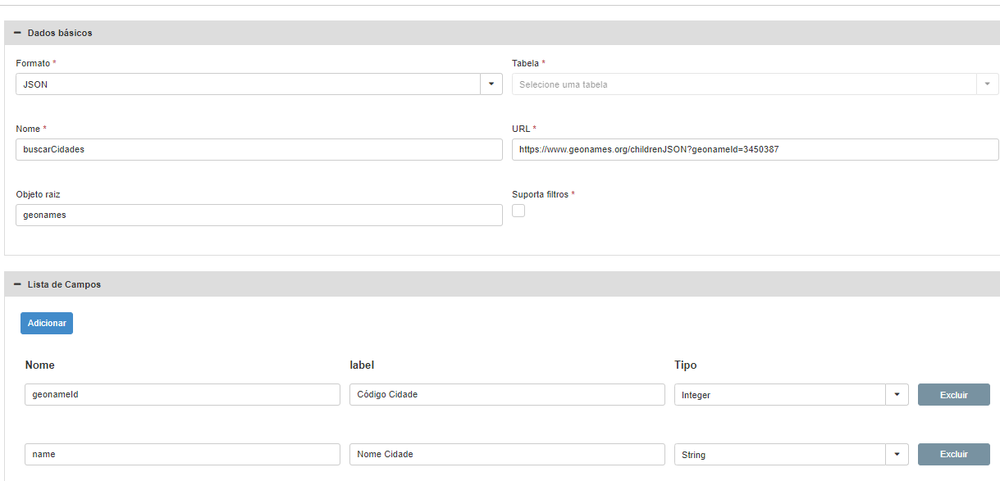 Dados básicos
Formato * Tabela *
JSON Selecione uma tabela
Nome * URL *
buscarCidades https://www.geonames.org/childrenJSON?geonameId=3450387
Objeto raiz Suporta filtros *
geonames
Lista de Campos
Adicionar
Nome label Tipo
geonameId Código Cidade Integer Excluir
name Nome Cidade String Excluir